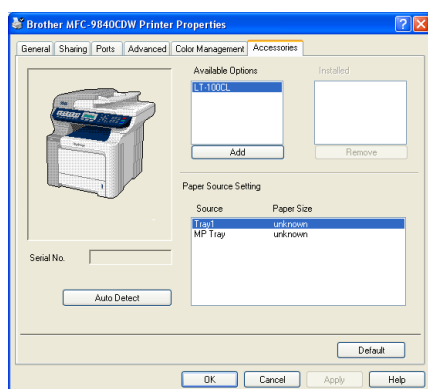 Brother MFC-9840CDW Printer Properties
General Sharing Ports Advanced Color Management Accessories
Available Options Installed
LT-100CL
Add Remove
Paper Source Setting
Source Paper Size
Tray1 unknown
MP Tray unknown
Serial No.
Auto Detect
Default
OK Cancel Apply Help